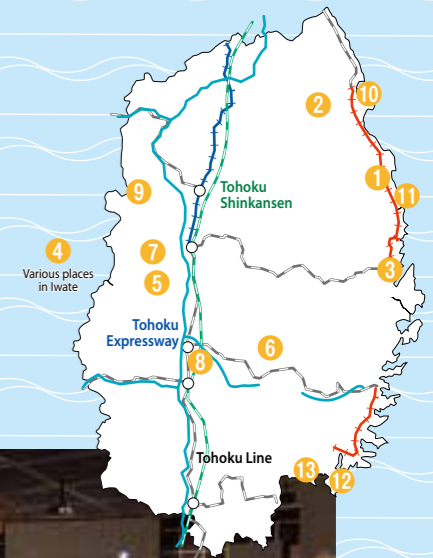 2
10
1
11
9
Tohoku
Shinkansen
4
Various places
in Iwate
7
5
3
Tohoku
Expressway
6
8
Tohoku Line
13
12